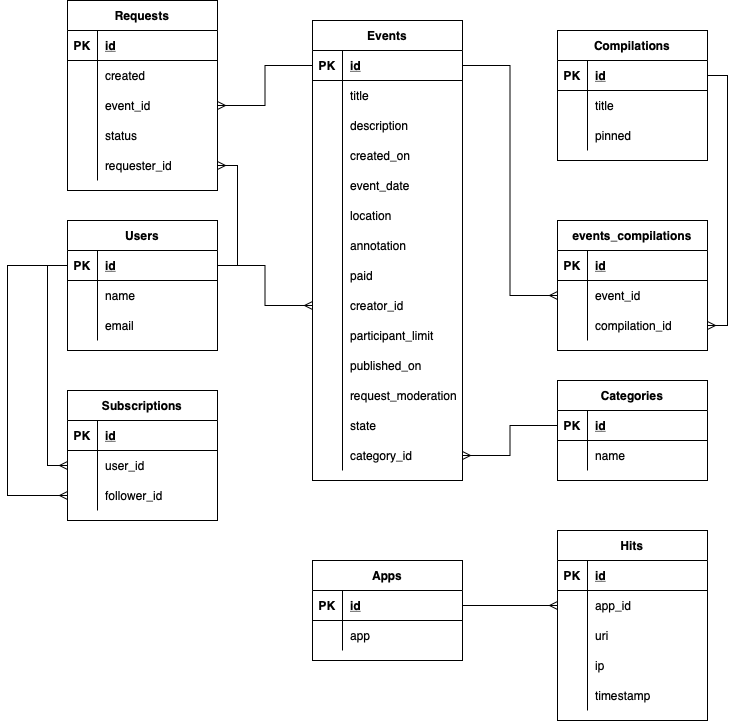 Requests
PK id
created
event_id
status
requester_id
Users
PK id
name
email
Subscriptions
PK id
user_id
follower_id
Events
PK id
title
description
created_on
event_date
location
annotation
paid
creator_id
participant_limit
published_on
request_moderation
state
category_id
Compilations
PK id
title
pinned
events_compilations
PK id
event_id
compilation_id
Categories
PK id
name
Apps
PK id
app
Hits
PK id
app_id
uri
ip
timestamp